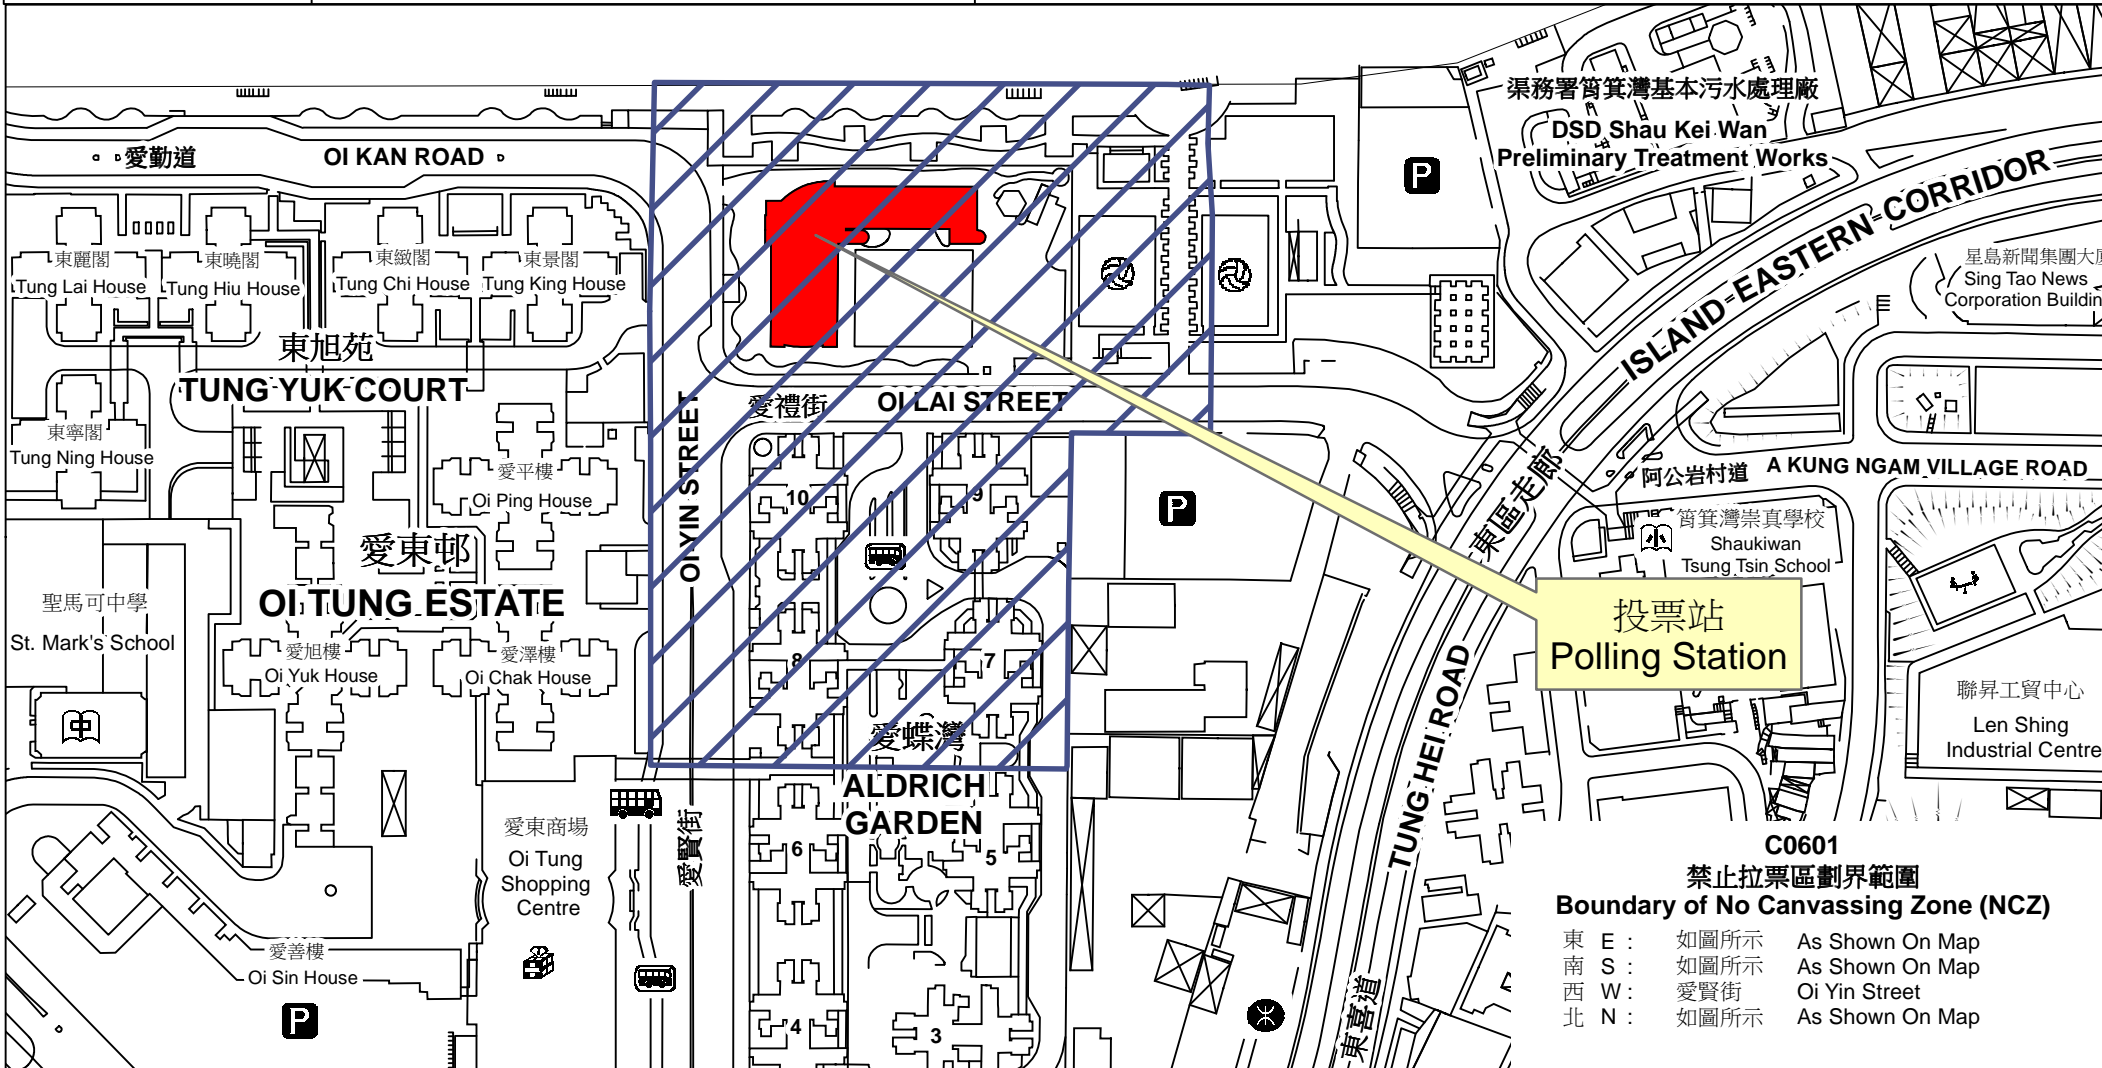 渠務署筲箕灣基本污水處理廠
DSD Shau Kei Wan
Preliminary Treatment Works
愛勤道
OI KAN ROAD
P
ISLAND EASTERN CORRIDOR
東麗閣
Tung Lai House
東曉閣
Tung Hiu House
東緻閣
Tung Chi House
東景閣
Tung King House
星島新聞集團大廈
Sing Tao News
Corporation Buildin
東旭苑
TUNG YUK COURT
愛禮街
OI LAI STREET
東寧閣
Tung Ning House
愛平樓
Oi Ping House
OI YIN STREET
10
9
P
東區走廊
阿公岩村道
A KUNG NGAM VILLAGE ROAD
筲箕灣崇真學校
Shaukiwan
Tsung Tsin School
小
愛東邨
OI TUNG ESTATE
聖馬可中學
St. Mark's School
中
愛旭樓
Oi Yuk House
愛澤樓
Oi Chak House
8
7
投票站
Polling Station
TUNG HEI ROAD
聯昇工貿中心
Len Shing
Industrial Centre
愛蝶灣
ALDRICH
GARDEN
愛東商場
Oi Tung
Shopping
Centre
愛賢街
6
5
愛善樓
Oi Sin House
P
4
3
東喜道
C0601
禁止拉票區劃界範圍
Boundary of No Canvassing Zone (NCZ)
東 E : 如圖所示 As Shown On Map
南 S : 如圖所示 As Shown On Map
西 W : 愛賢街 Oi Yin Street
北 N : 如圖所示 As Shown On Map